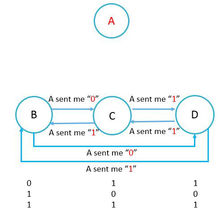 A
A sent me "0" A sent me "1"
B C D
A sent me "1" A sent me "1"
A sent me "0"
A sent me "1"
0 1 1
1 0 0
1 1 1